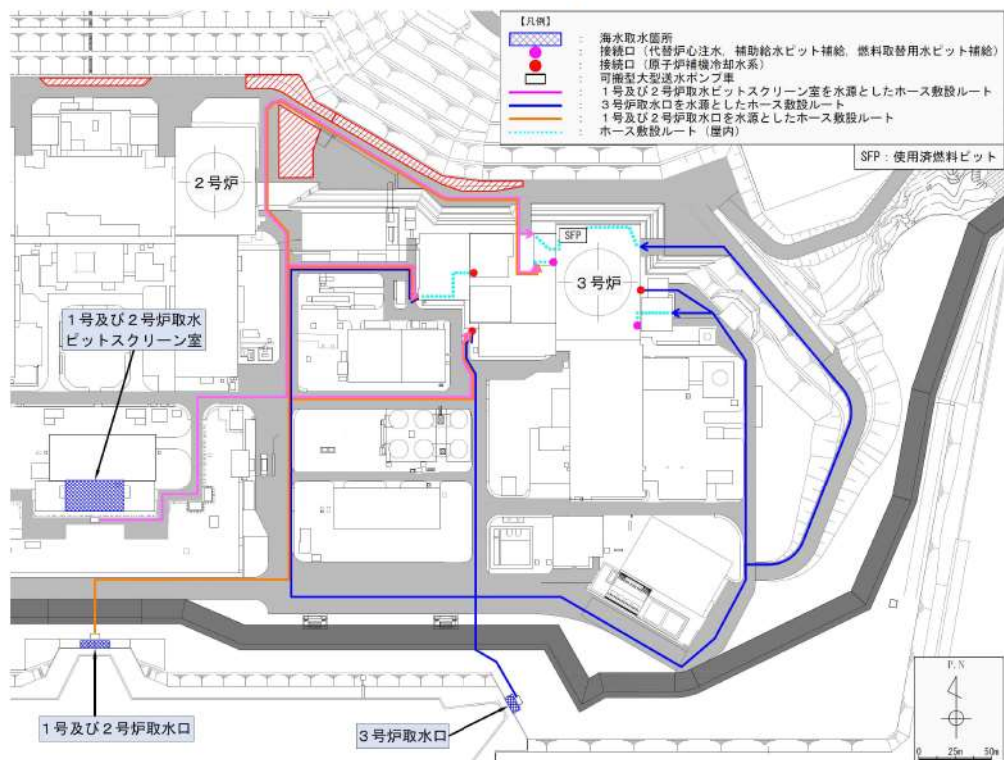 【凡例】
： 海水取水箇所
： 接続口（代替炉心注水，補助給水ピット補給，燃料取替用水ピット補給）
： 接続口（原子炉補機冷却水系）
： 可搬型大型送水ポンプ車
： １号及び２号炉取水ピットスクリーン室を水源としたホース敷設ルート
： ３号炉取水口を水源としたホース敷設ルート
： １号及び２号炉取水口を水源としたホース敷設ルート
： ホース敷設ルート（屋内）
SFP：使用済燃料ピット
２号炉
SFP
３号炉
１号及び２号炉取水
ピットスクリーン室
１号及び２号炉取水口
３号炉取水口
P.N
0 25m 50m